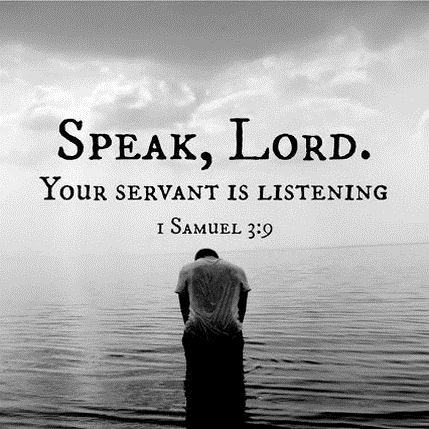 Speak, Lord.
Your servant is listening
1 Samuel 3:9